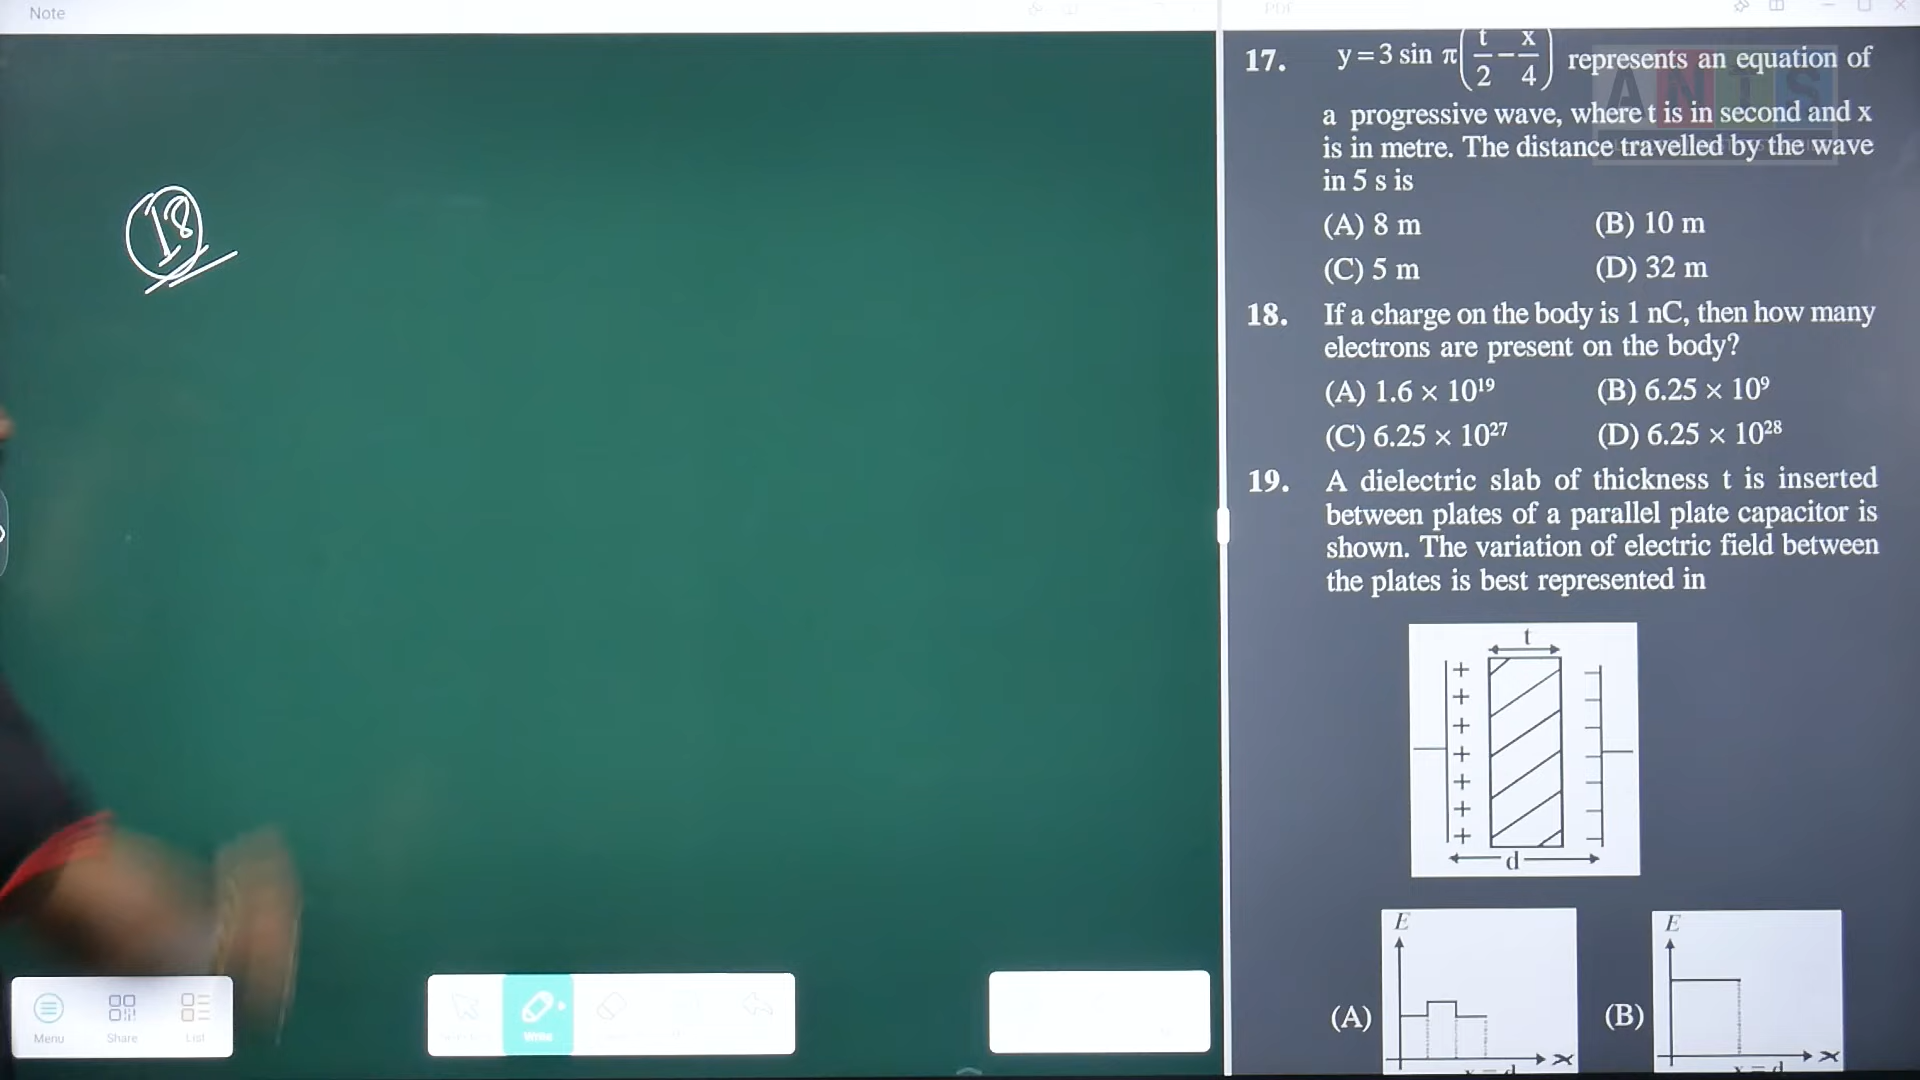 Note
PDF
18
17. y = 3 sin π(t/2 − x/4) represents an equation of
a progressive wave, where t is in second and x
is in metre. The distance travelled by the wave
in 5 s is
(A) 8 m (B) 10 m
(C) 5 m (D) 32 m
18. If a charge on the body is 1 nC, then how many
electrons are present on the body?
(A) 1.6 × 10¹⁹ (B) 6.25 × 10⁹
(C) 6.25 × 10²⁷ (D) 6.25 × 10²⁸
19. A dielectric slab of thickness t is inserted
between plates of a parallel plate capacitor is
shown. The variation of electric field between
the plates is best represented in
t
+
+
+
+
+
+
+
d
(A) E x
x = d
(B) E x
x = d
Menu Share List
Write
ANTS